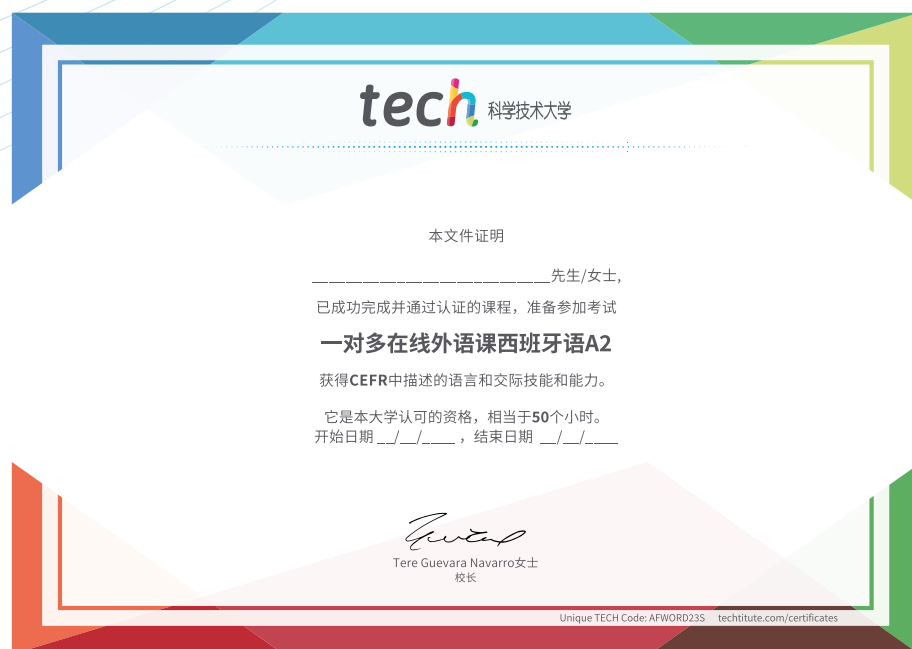 tech 科学技术大学
本文件证明
____________________________先生/女士,
已成功完成并通过认证的课程，准备参加考试
一对多在线外语课西班牙语A2
获得CEFR中描述的语言和交际技能和能力。
它是本大学认可的资格，相当于50个小时。
开始日期 __/__/____ ，结束日期 __/__/____
Tere Guevara Navarro女士
校长
Unique TECH Code: AFWORD23S techtitute.com/certificates